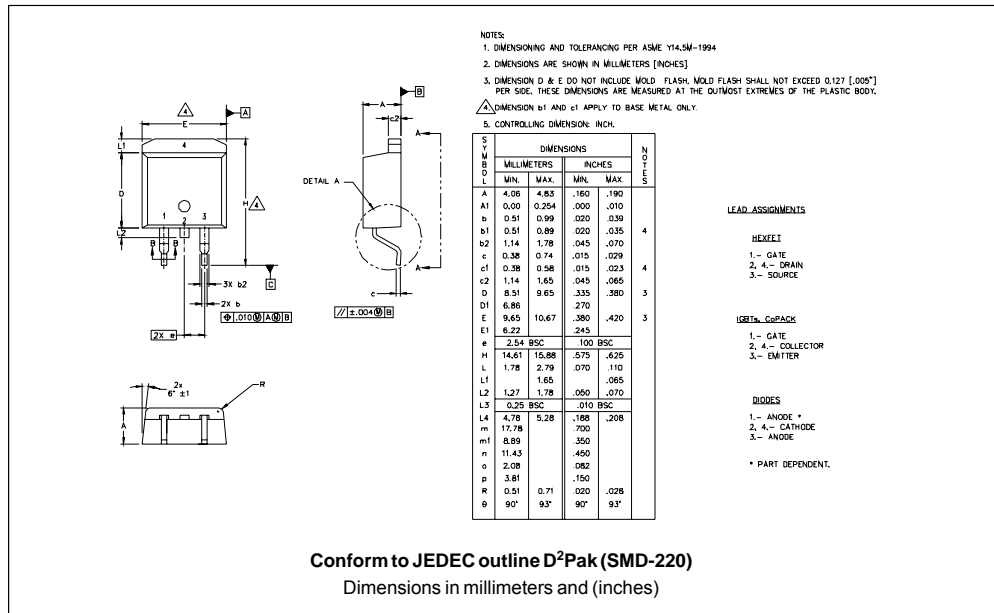 NOTES:
1. DIMENSIONING AND TOLERANCING PER ASME Y14.5M-1994
2. DIMENSIONS ARE SHOWN IN MILLIMETERS [INCHES]
3. DIMENSION D & E DO NOT INCLUDE MOLD FLASH, MOLD FLASH SHALL NOT EXCEED 0.127 [.005"]
PER SIDE. THESE DIMENSIONS ARE MEASURED AT THE OUTMOST EXTREMES OF THE PLASTIC BODY.
4 DIMENSION b1 AND c1 APPLY TO BASE METAL ONLY.
5. CONTROLLING DIMENSION: INCH.
4
E
A
L1
4
D
H
4
1
2
3
L2
B
B
C
3X b2
2X b
⌖ .010 Ⓜ A Ⓜ B
2X e
A
B
c2
A
DETAIL A
A
c
// ±.004 Ⓜ B
2x
6° ±1
R
A
SYMBOL DIMENSIONS NOTES
MILLIMETERS INCHES
MIN. MAX. MIN. MAX.
A 4.06 4.83 .160 .190
A1 0.00 0.254 .000 .010
b 0.51 0.99 .020 .039
b1 0.51 0.89 .020 .035 4
b2 1.14 1.78 .045 .070
c 0.38 0.74 .015 .029
c1 0.38 0.58 .015 .023 4
c2 1.14 1.65 .045 .065
D 8.51 9.65 .335 .380 3
D1 6.86 .270
E 9.65 10.67 .380 .420 3
E1 6.22 .245
e 2.54 BSC .100 BSC
H 14.61 15.88 .575 .625
L 1.78 2.79 .070 .110
L1 1.65 .065
L2 1.27 1.78 .050 .070
L3 0.25 BSC .010 BSC
L4 4.78 5.28 .188 .208
m 17.78 .700
m1 8.89 .350
n 11.43 .450
o 2.08 .082
p 3.81 .150
R 0.51 0.71 .020 .028
θ 90° 93° 90° 93°
LEAD ASSIGNMENTS
HEXFET
1.- GATE
2, 4.- DRAIN
3.- SOURCE
IGBTs, CoPACK
1.- GATE
2, 4.- COLLECTOR
3.- EMITTER
DIODES
1.- ANODE *
2, 4.- CATHODE
3.- ANODE
* PART DEPENDENT.
Conform to JEDEC outline D²Pak (SMD-220)
Dimensions in millimeters and (inches)